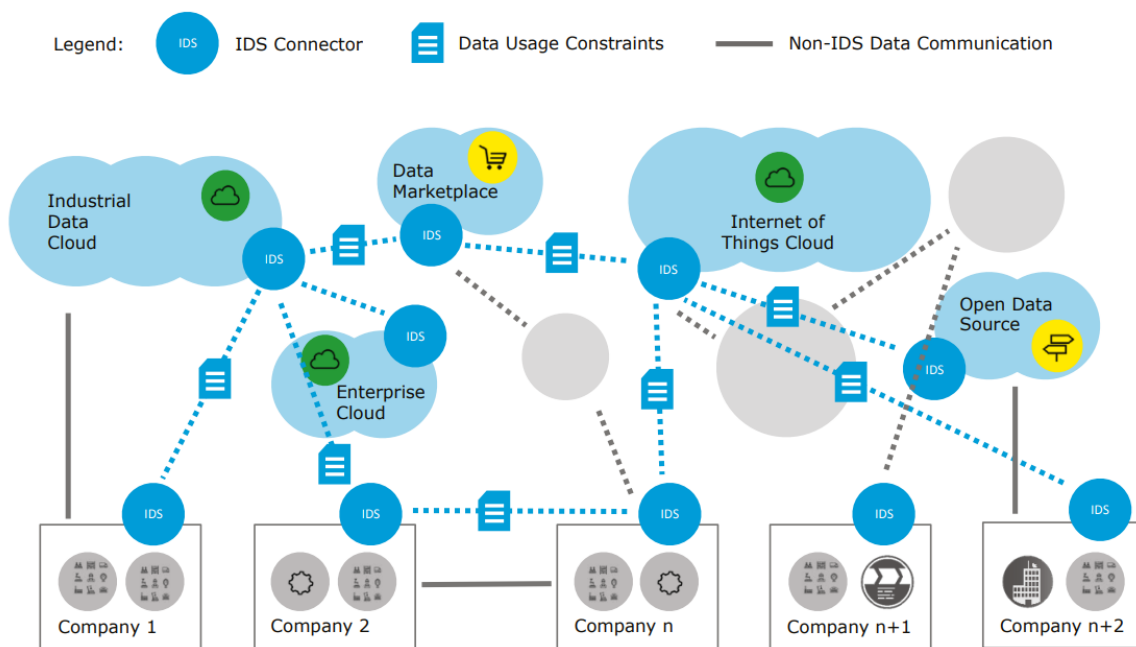 Legend:
IDS
IDS Connector
Data Usage Constraints
Non-IDS Data Communication
Industrial
Data
Cloud
Data
Marketplace
Internet of
Things Cloud
IDS
IDS
IDS
Open Data
Source
IDS
IDS
Enterprise
Cloud
IDS
IDS
IDS
IDS
IDS
Company 1
Company 2
Company n
Company n+1
Company n+2